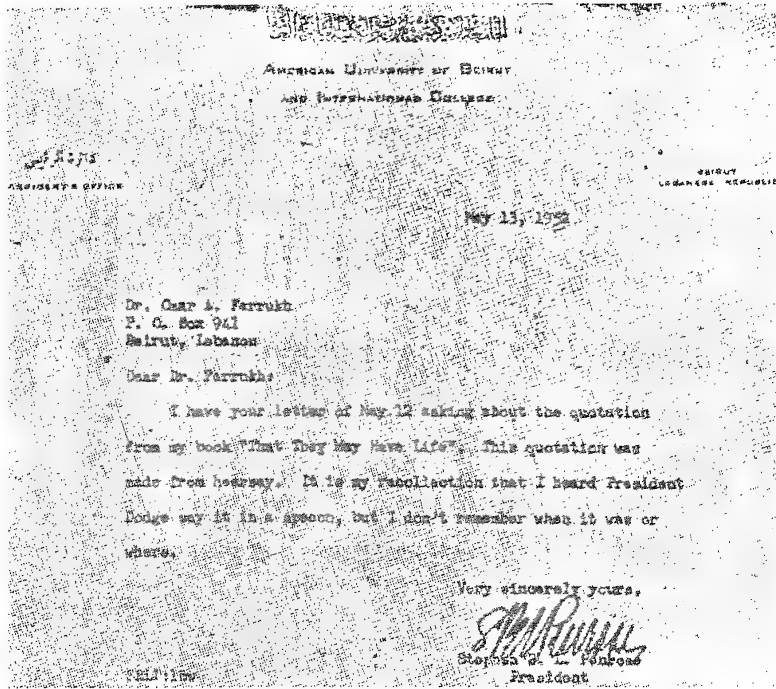 AMERICAN UNIVERSITY OF BEIRUT
AND INTERNATIONAL COLLEGE
PRESIDENT'S OFFICE
BEIRUT
LEBANESE REPUBLIC
May 13, 1952
Dr. Omar A. Farrukh
P. O. Box 941
Beirut, Lebanon
Dear Dr. Farrukh:
I have your letter of May 12 asking about the quotation
from my book "That They May Have Life". This quotation was
made from hearsay. It is my recollection that I heard President
Dodge say it in a speech, but I don't remember when it was or
where.
Very sincerely yours,
Stephen B. L. Penrose
President